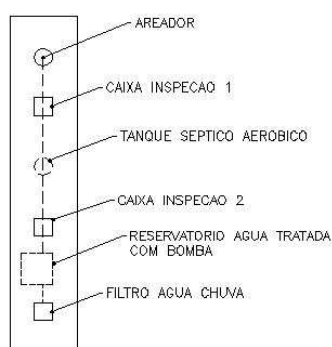 AREADOR
CAIXA INSPECAO 1
TANQUE SEPTICO AEROBICO
CAIXA INSPECAO 2
RESERVATORIO AGUA TRATADA
COM BOMBA
FILTRO AGUA CHUVA